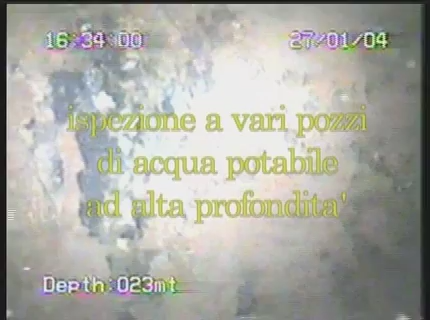 16:34:00 27/01/04
ispezione a vari pozzi
di acqua potabile
ad alta profondita'
Depth:023mt